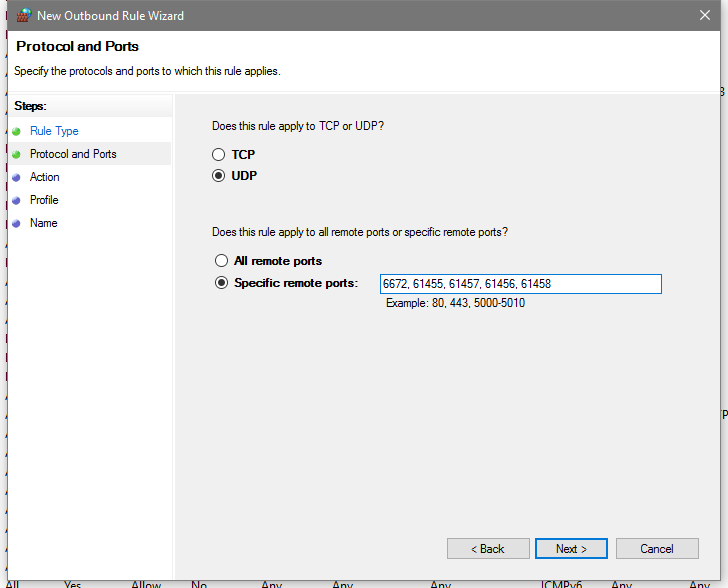 New Outbound Rule Wizard
Protocol and Ports
Specify the protocols and ports to which this rule applies.
Steps:
Rule Type
Protocol and Ports
Action
Profile
Name
Does this rule apply to TCP or UDP?
TCP
UDP
Does this rule apply to all remote ports or specific remote ports?
All remote ports
Specific remote ports:
6672, 61455, 61457, 61456, 61458
Example: 80, 443, 5000-5010
< Back
Next >
Cancel
All Yes Allow No Any Any Any ICMPv6 Any Any